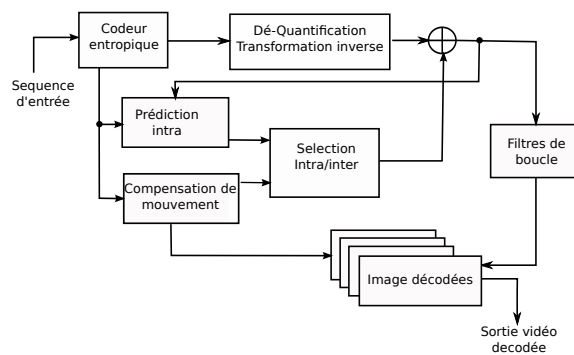 Codeur
entropique
Dé-Quantification
Transformation inverse
Sequence
d'entrée
Prédiction
intra
Selection
Intra/inter
Filtres de
boucle
Compensation de
mouvement
Image décodées
Sortie vidéo
decodée